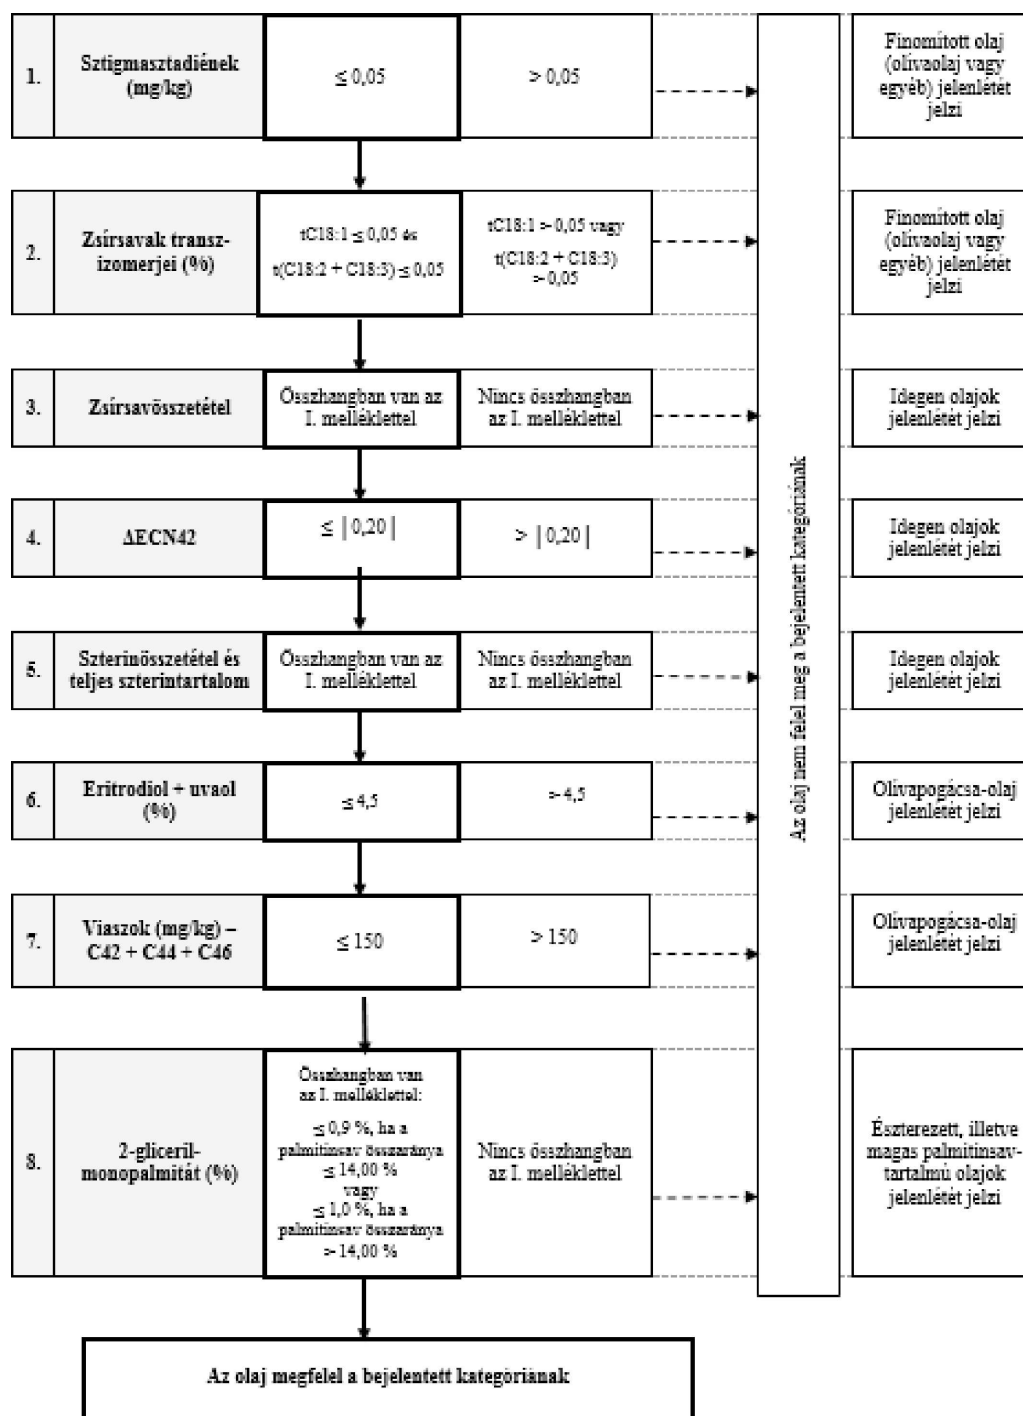 1.
Sztigmasztadiének
(mg/kg)
≤ 0,05
> 0,05
Finomított olaj
(olívaolaj vagy
egyéb) jelenlétét
jelzi
2.
Zsírsavak transz-
izomerjei (%)
tC18:1 ≤ 0,05 és
t(C18:2 + C18:3) ≤ 0,05
tC18:1 > 0,05 vagy
t(C18:2 + C18:3)
> 0,05
Finomított olaj
(olívaolaj vagy
egyéb) jelenlétét
jelzi
3.
Zsírsavösszetétel
Összhangban van az
I. melléklettel
Nincs összhangban
az I. melléklettel
Idegen olajok
jelenlétét jelzi
4.
ΔECN42
≤ | 0,20 |
> | 0,20 |
Idegen olajok
jelenlétét jelzi
5.
Szterinösszetétel és
teljes szterintartalom
Összhangban van az
I. melléklettel
Nincs összhangban
az I. melléklettel
Idegen olajok
jelenlétét jelzi
6.
Eritrodiol + uvaol
(%)
≤ 4,5
> 4,5
Olívapogácsa-olaj
jelenlétét jelzi
7.
Viaszok (mg/kg) –
C42 + C44 + C46
≤ 150
> 150
Olívapogácsa-olaj
jelenlétét jelzi
8.
2-gliceril-
monopalmitát (%)
Összhangban van
az I. melléklettel:
≤ 0,9 %, ha a
palmitinsav összaránya
≤ 14,00 %
vagy
≤ 1,0 %, ha a
palmitinsav összaránya
> 14,00 %
Nincs összhangban
az I. melléklettel
Észterezett, illetve
magas palmitinsav-
tartalmú olajok
jelenlétét jelzi
Az olaj nem felel meg a bejelentett kategóriának
Az olaj megfelel a bejelentett kategóriának